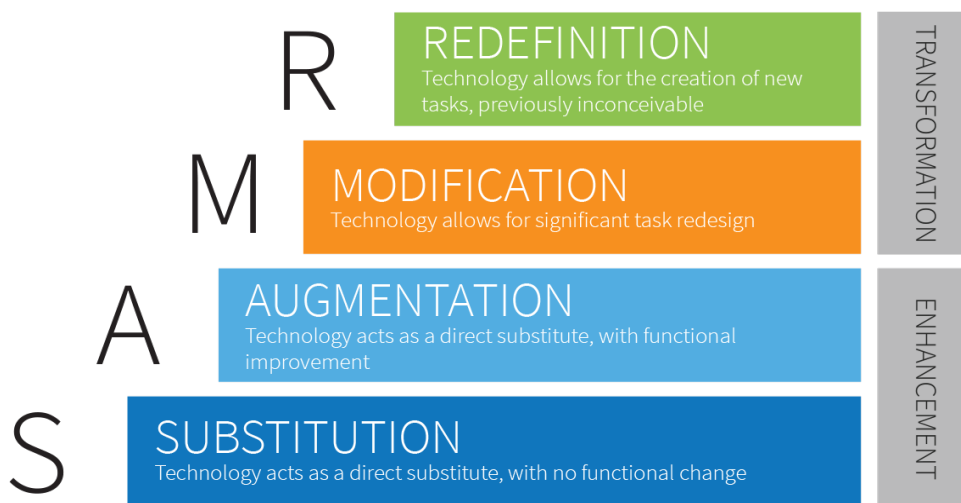 R
REDEFINITION
Technology allows for the creation of new
tasks, previously inconceivable
M
MODIFICATION
Technology allows for significant task redesign
TRANSFORMATION
A
AUGMENTATION
Technology acts as a direct substitute, with functional
improvement
S
SUBSTITUTION
Technology acts as a direct substitute, with no functional change
ENHANCEMENT